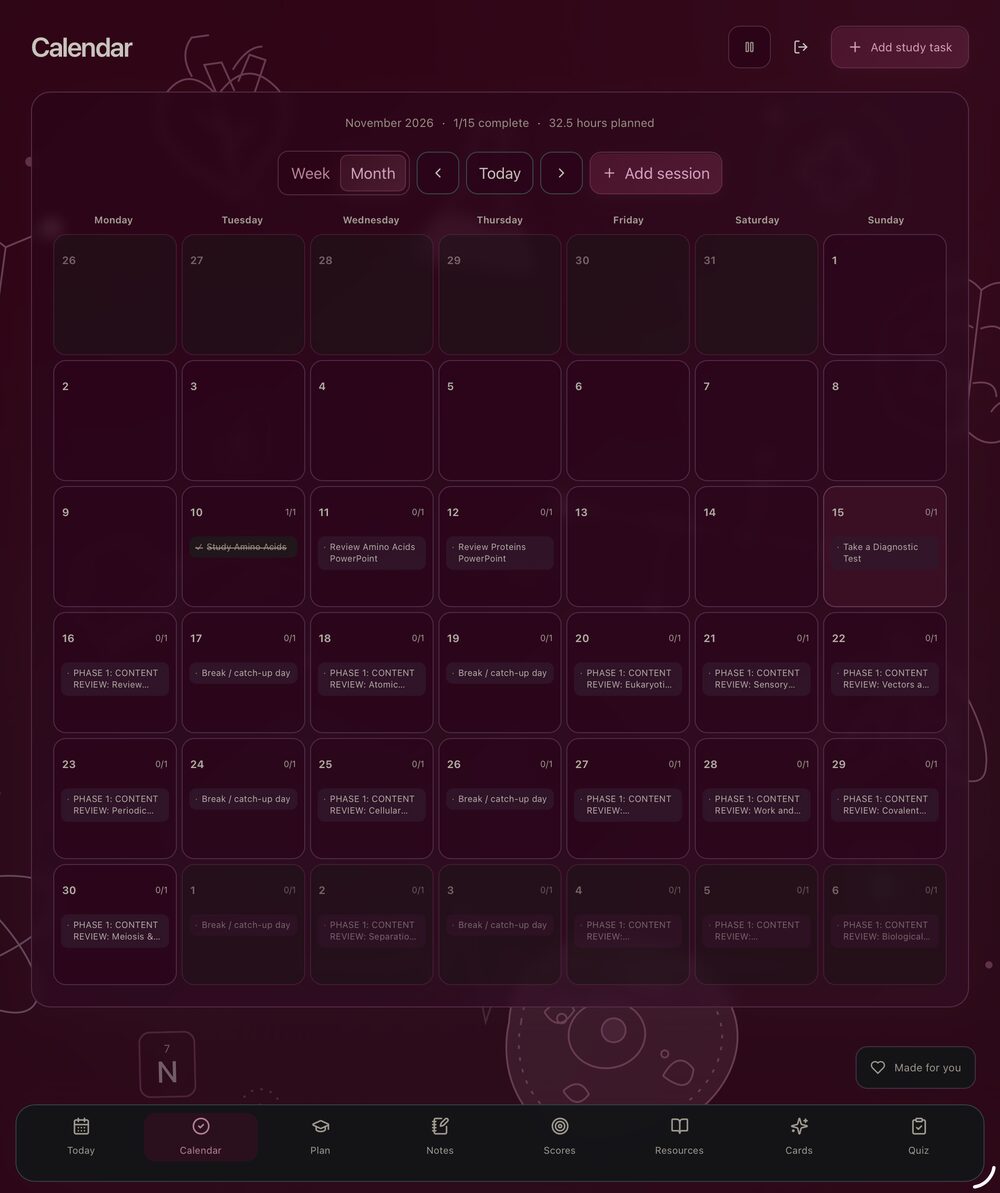 Calendar
Add study task
November 2026 · 1/15 complete · 32.5 hours planned
Week
Month
Today
+ Add session
Monday
Tuesday
Wednesday
Thursday
Friday
Saturday
Sunday
26
27
28
29
30
31
1
2
3
4
5
6
7
8
9
10 1/1
Study Amino Acids
11 0/1
· Review Amino Acids
PowerPoint
12 0/1
· Review Proteins
PowerPoint
13
14
15 0/1
· Take a Diagnostic
Test
16 0/1
· PHASE 1: CONTENT
REVIEW: Review...
17 0/1
· Break / catch-up day
18 0/1
· PHASE 1: CONTENT
REVIEW: Atomic...
19 0/1
· Break / catch-up day
20 0/1
· PHASE 1: CONTENT
REVIEW: Eukaryoti...
21 0/1
· PHASE 1: CONTENT
REVIEW: Sensory...
22 0/1
· PHASE 1: CONTENT
REVIEW: Vectors a...
23 0/1
· PHASE 1: CONTENT
REVIEW: Periodic...
24 0/1
· Break / catch-up day
25 0/1
· PHASE 1: CONTENT
REVIEW: Cellular...
26 0/1
· Break / catch-up day
27 0/1
· PHASE 1: CONTENT
REVIEW:...
28 0/1
· PHASE 1: CONTENT
REVIEW: Work and...
29 0/1
· PHASE 1: CONTENT
REVIEW: Covalent...
30 0/1
· PHASE 1: CONTENT
REVIEW: Meiosis &...
1 0/1
· Break / catch-up day
2 0/1
· PHASE 1: CONTENT
REVIEW: Separatio...
3 0/1
· Break / catch-up day
4 0/1
· PHASE 1: CONTENT
REVIEW:...
5 0/1
· PHASE 1: CONTENT
REVIEW:...
6 0/1
· PHASE 1: CONTENT
REVIEW: Biological...
7
N
Made for you
Today
Calendar
Plan
Notes
Scores
Resources
Cards
Quiz